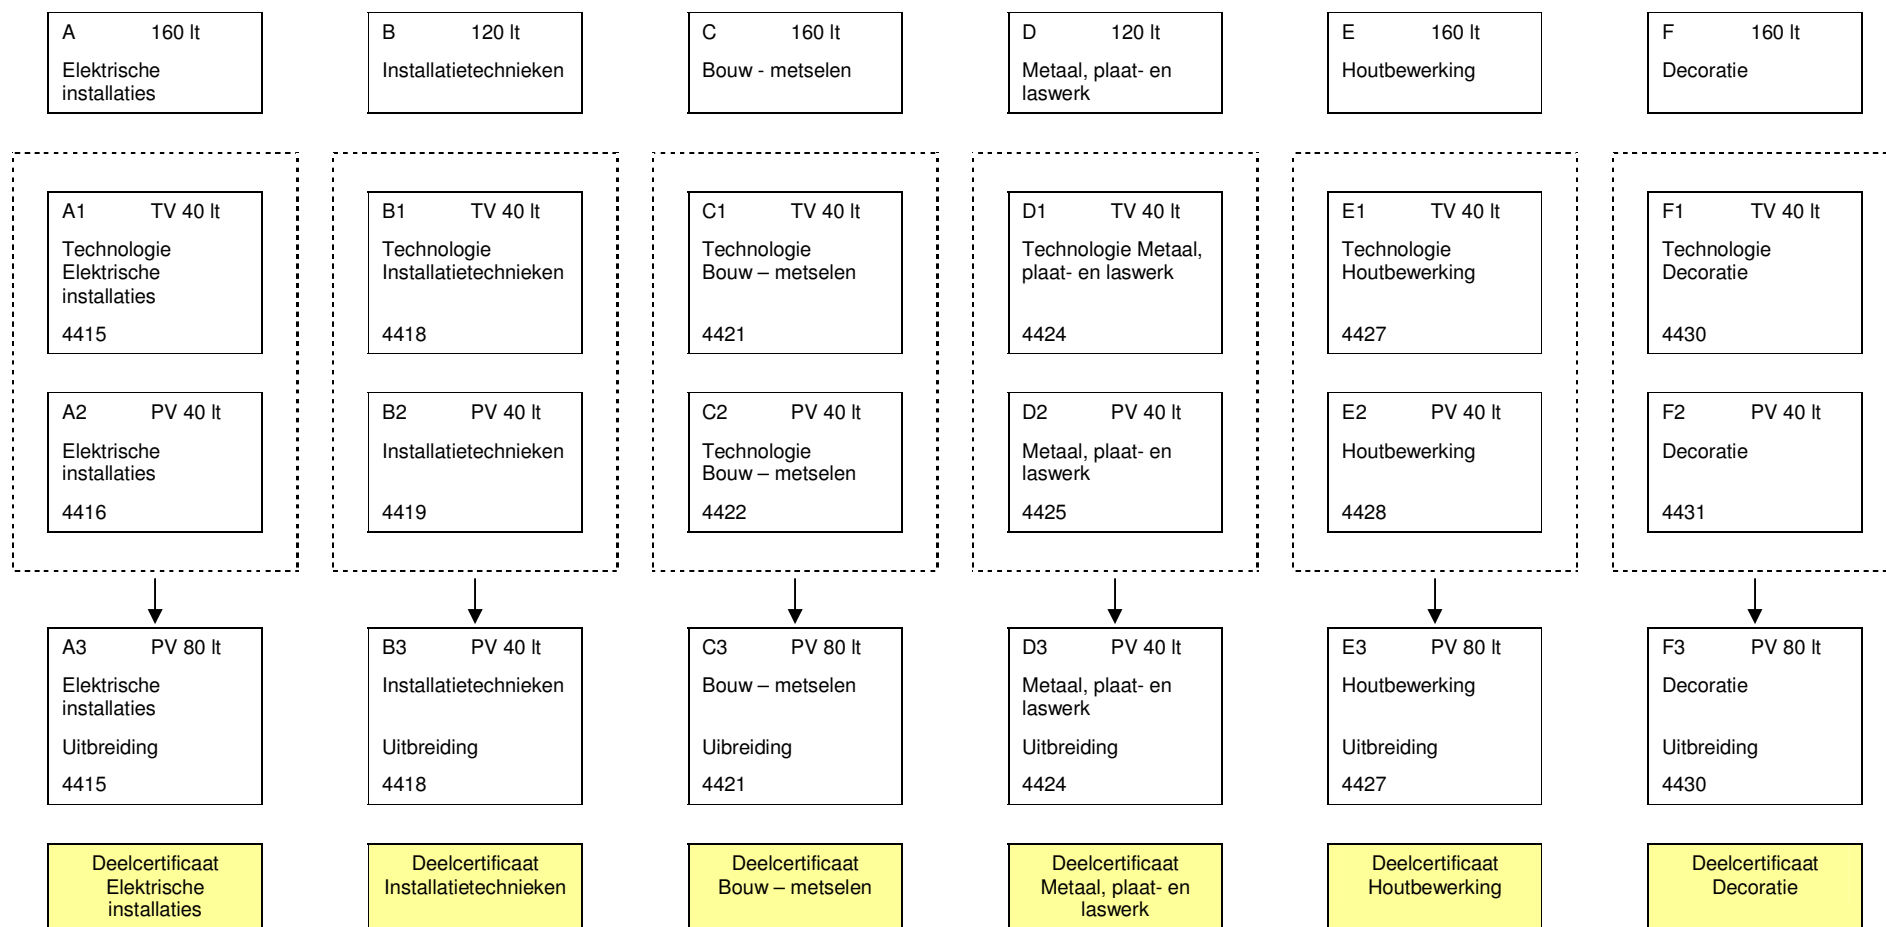 A 160 lt
Elektrische
installaties
B 120 lt
Installatietechnieken
C 160 lt
Bouw - metselen
D 120 lt
Metaal, plaat- en
laswerk
E 160 lt
Houtbewerking
F 160 lt
Decoratie
A1 TV 40 lt
Technologie
Elektrische
installaties
4415
B1 TV 40 lt
Technologie
Installatietechnieken
4418
C1 TV 40 lt
Technologie
Bouw – metselen
4421
D1 TV 40 lt
Technologie Metaal,
plaat- en laswerk
4424
E1 TV 40 lt
Technologie
Houtbewerking
4427
F1 TV 40 lt
Technologie
Decoratie
4430
A2 PV 40 lt
Elektrische
installaties
4416
B2 PV 40 lt
Installatietechnieken
4419
C2 PV 40 lt
Technologie
Bouw – metselen
4422
D2 PV 40 lt
Metaal, plaat- en
laswerk
4425
E2 PV 40 lt
Houtbewerking
4428
F2 PV 40 lt
Decoratie
4431
A3 PV 80 lt
Elektrische
installaties
Uitbreiding
4415
B3 PV 40 lt
Installatietechnieken
Uitbreiding
4418
C3 PV 80 lt
Bouw – metselen
Uibreiding
4421
D3 PV 40 lt
Metaal, plaat- en
laswerk
Uitbreiding
4424
E3 PV 80 lt
Houtbewerking
Uitbreiding
4427
F3 PV 80 lt
Decoratie
Uitbreiding
4430
Deelcertificaat
Elektrische
installaties
Deelcertificaat
Installatietechnieken
Deelcertificaat
Bouw – metselen
Deelcertificaat
Metaal, plaat- en
laswerk
Deelcertificaat
Houtbewerking
Deelcertificaat
Decoratie